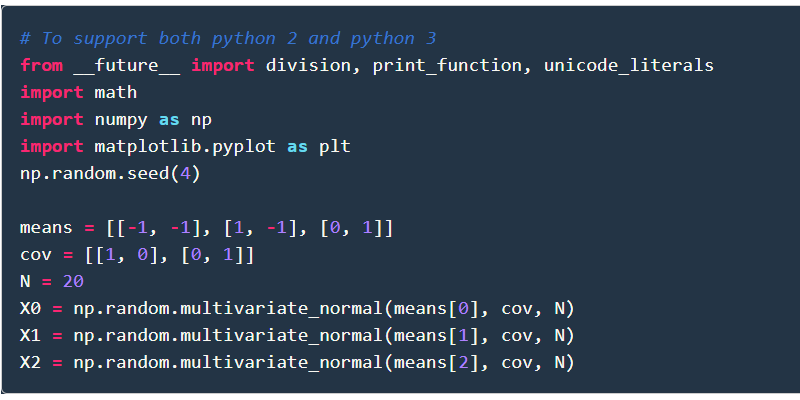 # To support both python 2 and python 3
from __future__ import division, print_function, unicode_literals
import math
import numpy as np
import matplotlib.pyplot as plt
np.random.seed(4)
means = [[-1, -1], [1, -1], [0, 1]]
cov = [[1, 0], [0, 1]]
N = 20
X0 = np.random.multivariate_normal(means[0], cov, N)
X1 = np.random.multivariate_normal(means[1], cov, N)
X2 = np.random.multivariate_normal(means[2], cov, N)